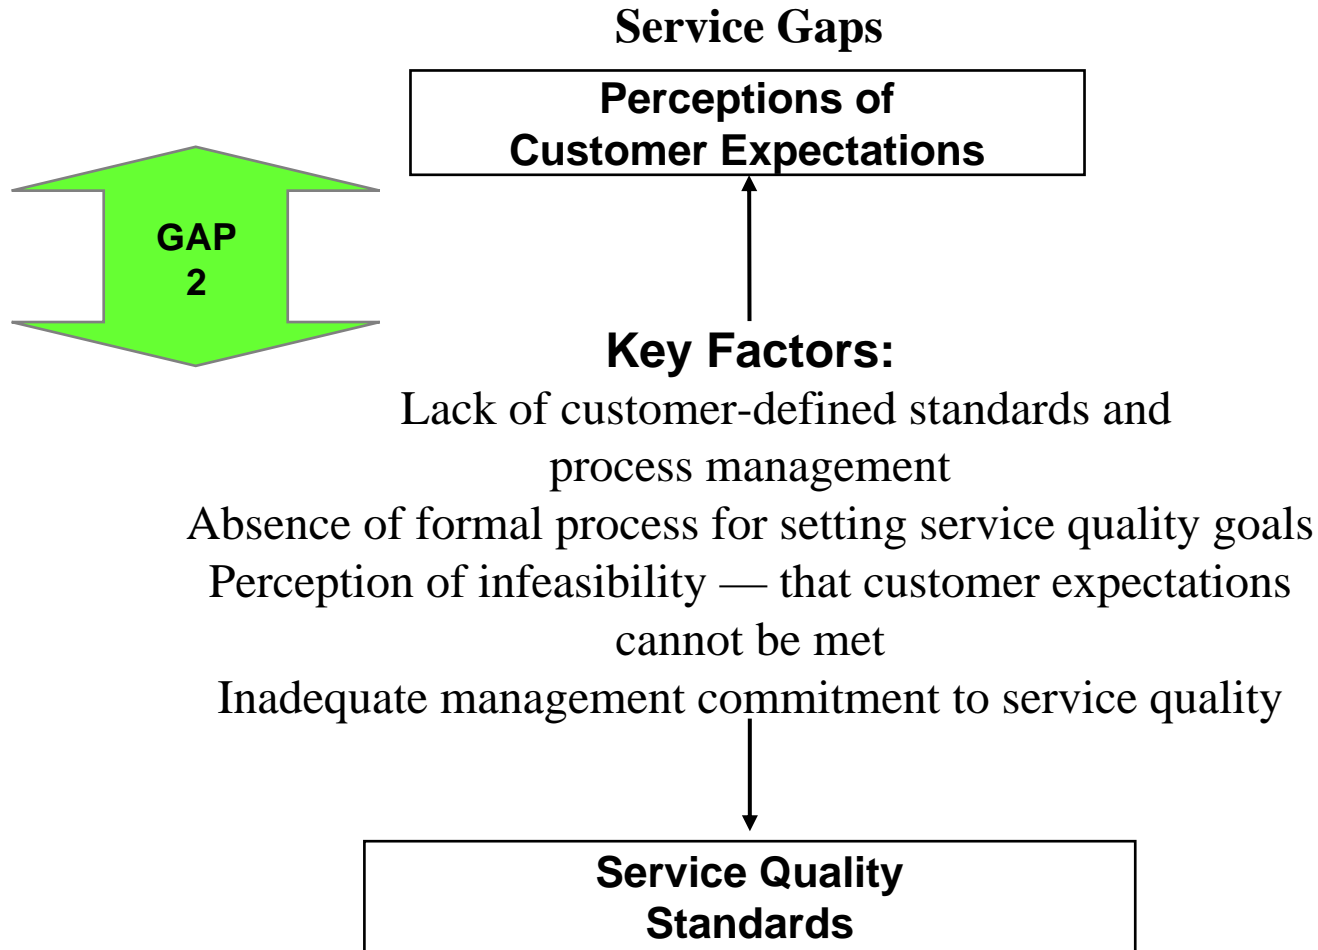 Service Gaps
Perceptions of
Customer Expectations
GAP
2
Key Factors:
Lack of customer-defined standards and
process management
Absence of formal process for setting service quality goals
Perception of infeasibility — that customer expectations
cannot be met
Inadequate management commitment to service quality
Service Quality
Standards